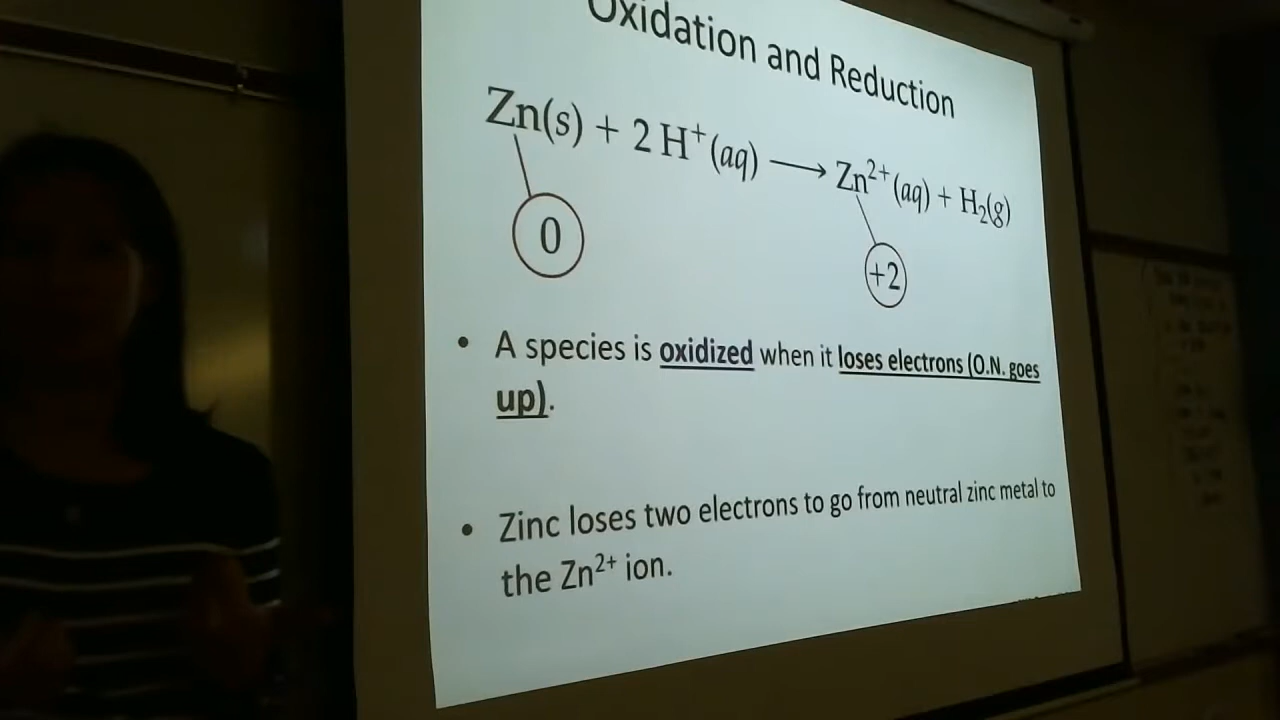 Oxidation and Reduction
Zn(s) + 2 H⁺(aq) ⟶ Zn²⁺(aq) + H₂(g)
0
+2
• A species is oxidized when it loses electrons (O.N. goes
up).
• Zinc loses two electrons to go from neutral zinc metal to
the Zn²⁺ ion.